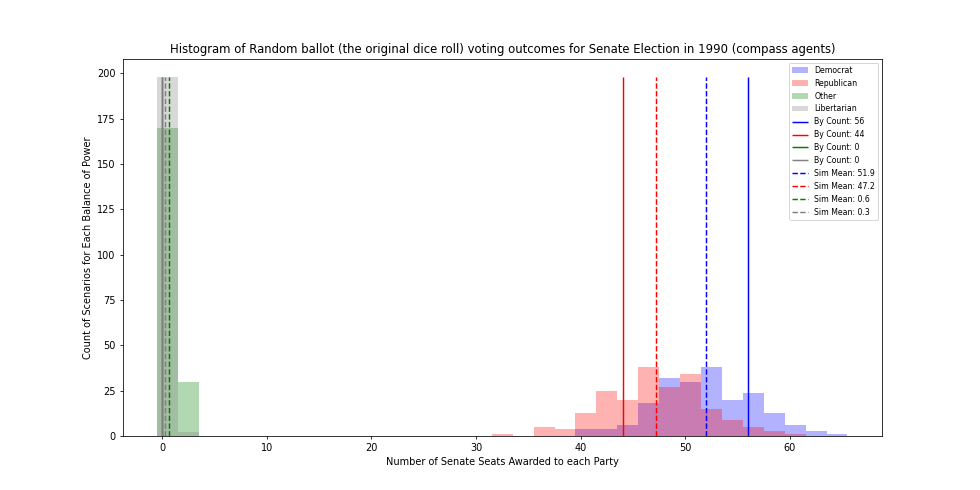 Histogram of Random ballot (the original dice roll) voting outcomes for Senate Election in 1990 (compass agents)
Count of Scenarios for Each Balance of Power
200
175
150
125
100
75
50
25
0
0 10 20 30 40 50 60
Number of Senate Seats Awarded to each Party
Democrat
Republican
Other
Libertarian
By Count: 56
By Count: 44
By Count: 0
By Count: 0
Sim Mean: 51.9
Sim Mean: 47.2
Sim Mean: 0.6
Sim Mean: 0.3